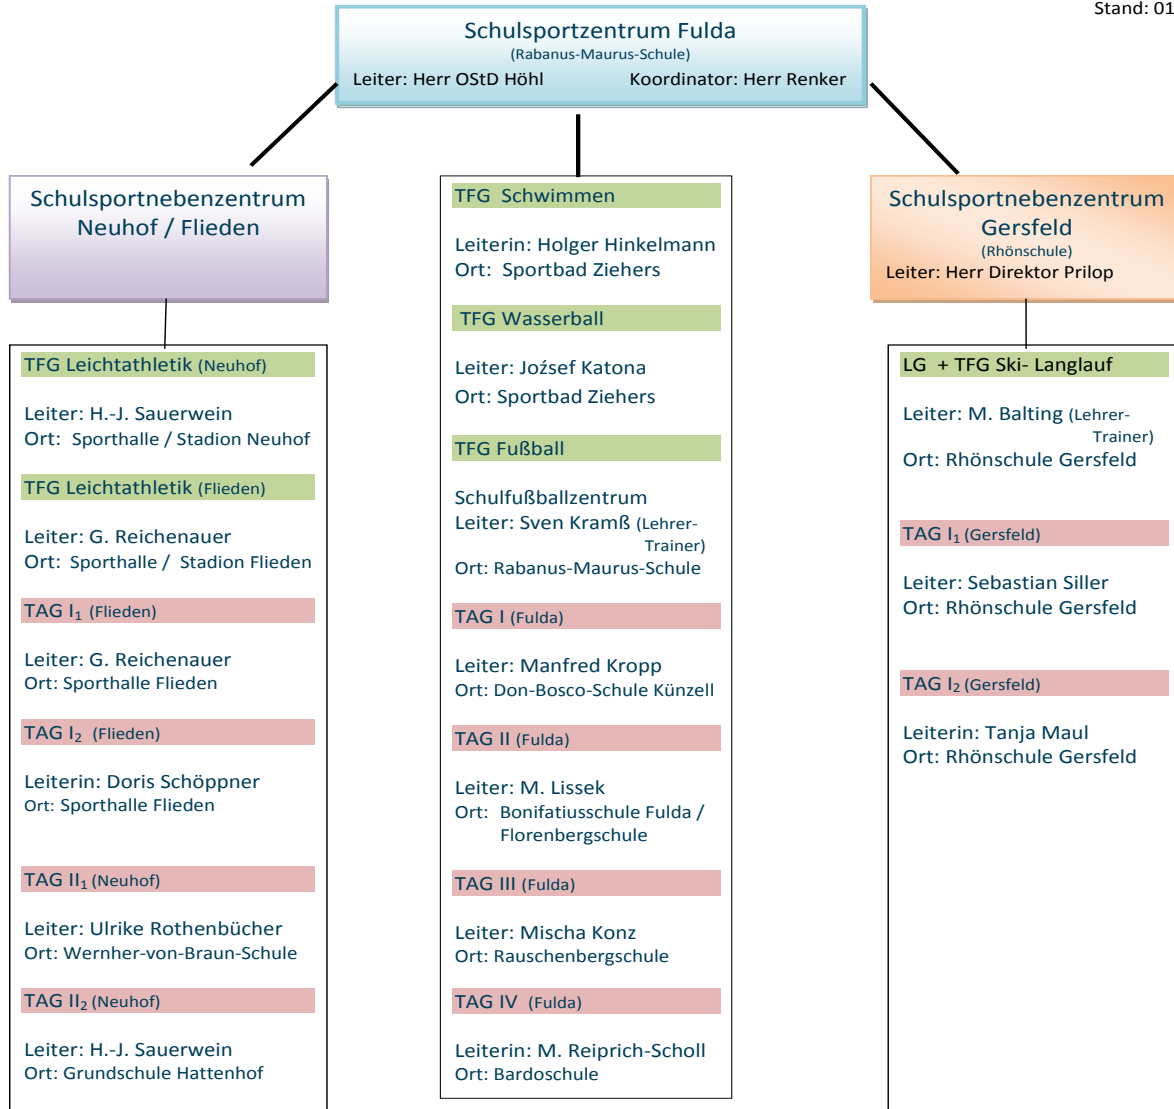 Stand: 01
Schulsportzentrum Fulda
(Rabanus-Maurus-Schule)
Leiter: Herr OStD Höhl Koordinator: Herr Renker
Schulsportnebenzentrum
Neuhof / Flieden
TFG Leichtathletik (Neuhof)
Leiter: H.-J. Sauerwein
Ort: Sporthalle / Stadion Neuhof
TFG Leichtathletik (Flieden)
Leiter: G. Reichenauer
Ort: Sporthalle / Stadion Flieden
TAG I₁ (Flieden)
Leiter: G. Reichenauer
Ort: Sporthalle Flieden
TAG I₂ (Flieden)
Leiterin: Doris Schöppner
Ort: Sporthalle Flieden
TAG II₁ (Neuhof)
Leiter: Ulrike Rothenbücher
Ort: Wernher-von-Braun-Schule
TAG II₂ (Neuhof)
Leiter: H.-J. Sauerwein
Ort: Grundschule Hattenhof
TFG Schwimmen
Leiterin: Holger Hinkelmann
Ort: Sportbad Ziehers
TFG Wasserball
Leiter: Joźsef Katona
Ort: Sportbad Ziehers
TFG Fußball
Schulfußballzentrum
Leiter: Sven Kramß (Lehrer-
Trainer)
Ort: Rabanus-Maurus-Schule
TAG I (Fulda)
Leiter: Manfred Kropp
Ort: Don-Bosco-Schule Künzell
TAG II (Fulda)
Leiter: M. Lissek
Ort: Bonifatiusschule Fulda /
Florenbergschule
TAG III (Fulda)
Leiter: Mischa Konz
Ort: Rauschenbergschule
TAG IV (Fulda)
Leiterin: M. Reiprich-Scholl
Ort: Bardoschule
Schulsportnebenzentrum
Gersfeld
(Rhönschule)
Leiter: Herr Direktor Prilop
LG + TFG Ski- Langlauf
Leiter: M. Balting (Lehrer-
Trainer)
Ort: Rhönschule Gersfeld
TAG I₁ (Gersfeld)
Leiter: Sebastian Siller
Ort: Rhönschule Gersfeld
TAG I₂ (Gersfeld)
Leiterin: Tanja Maul
Ort: Rhönschule Gersfeld